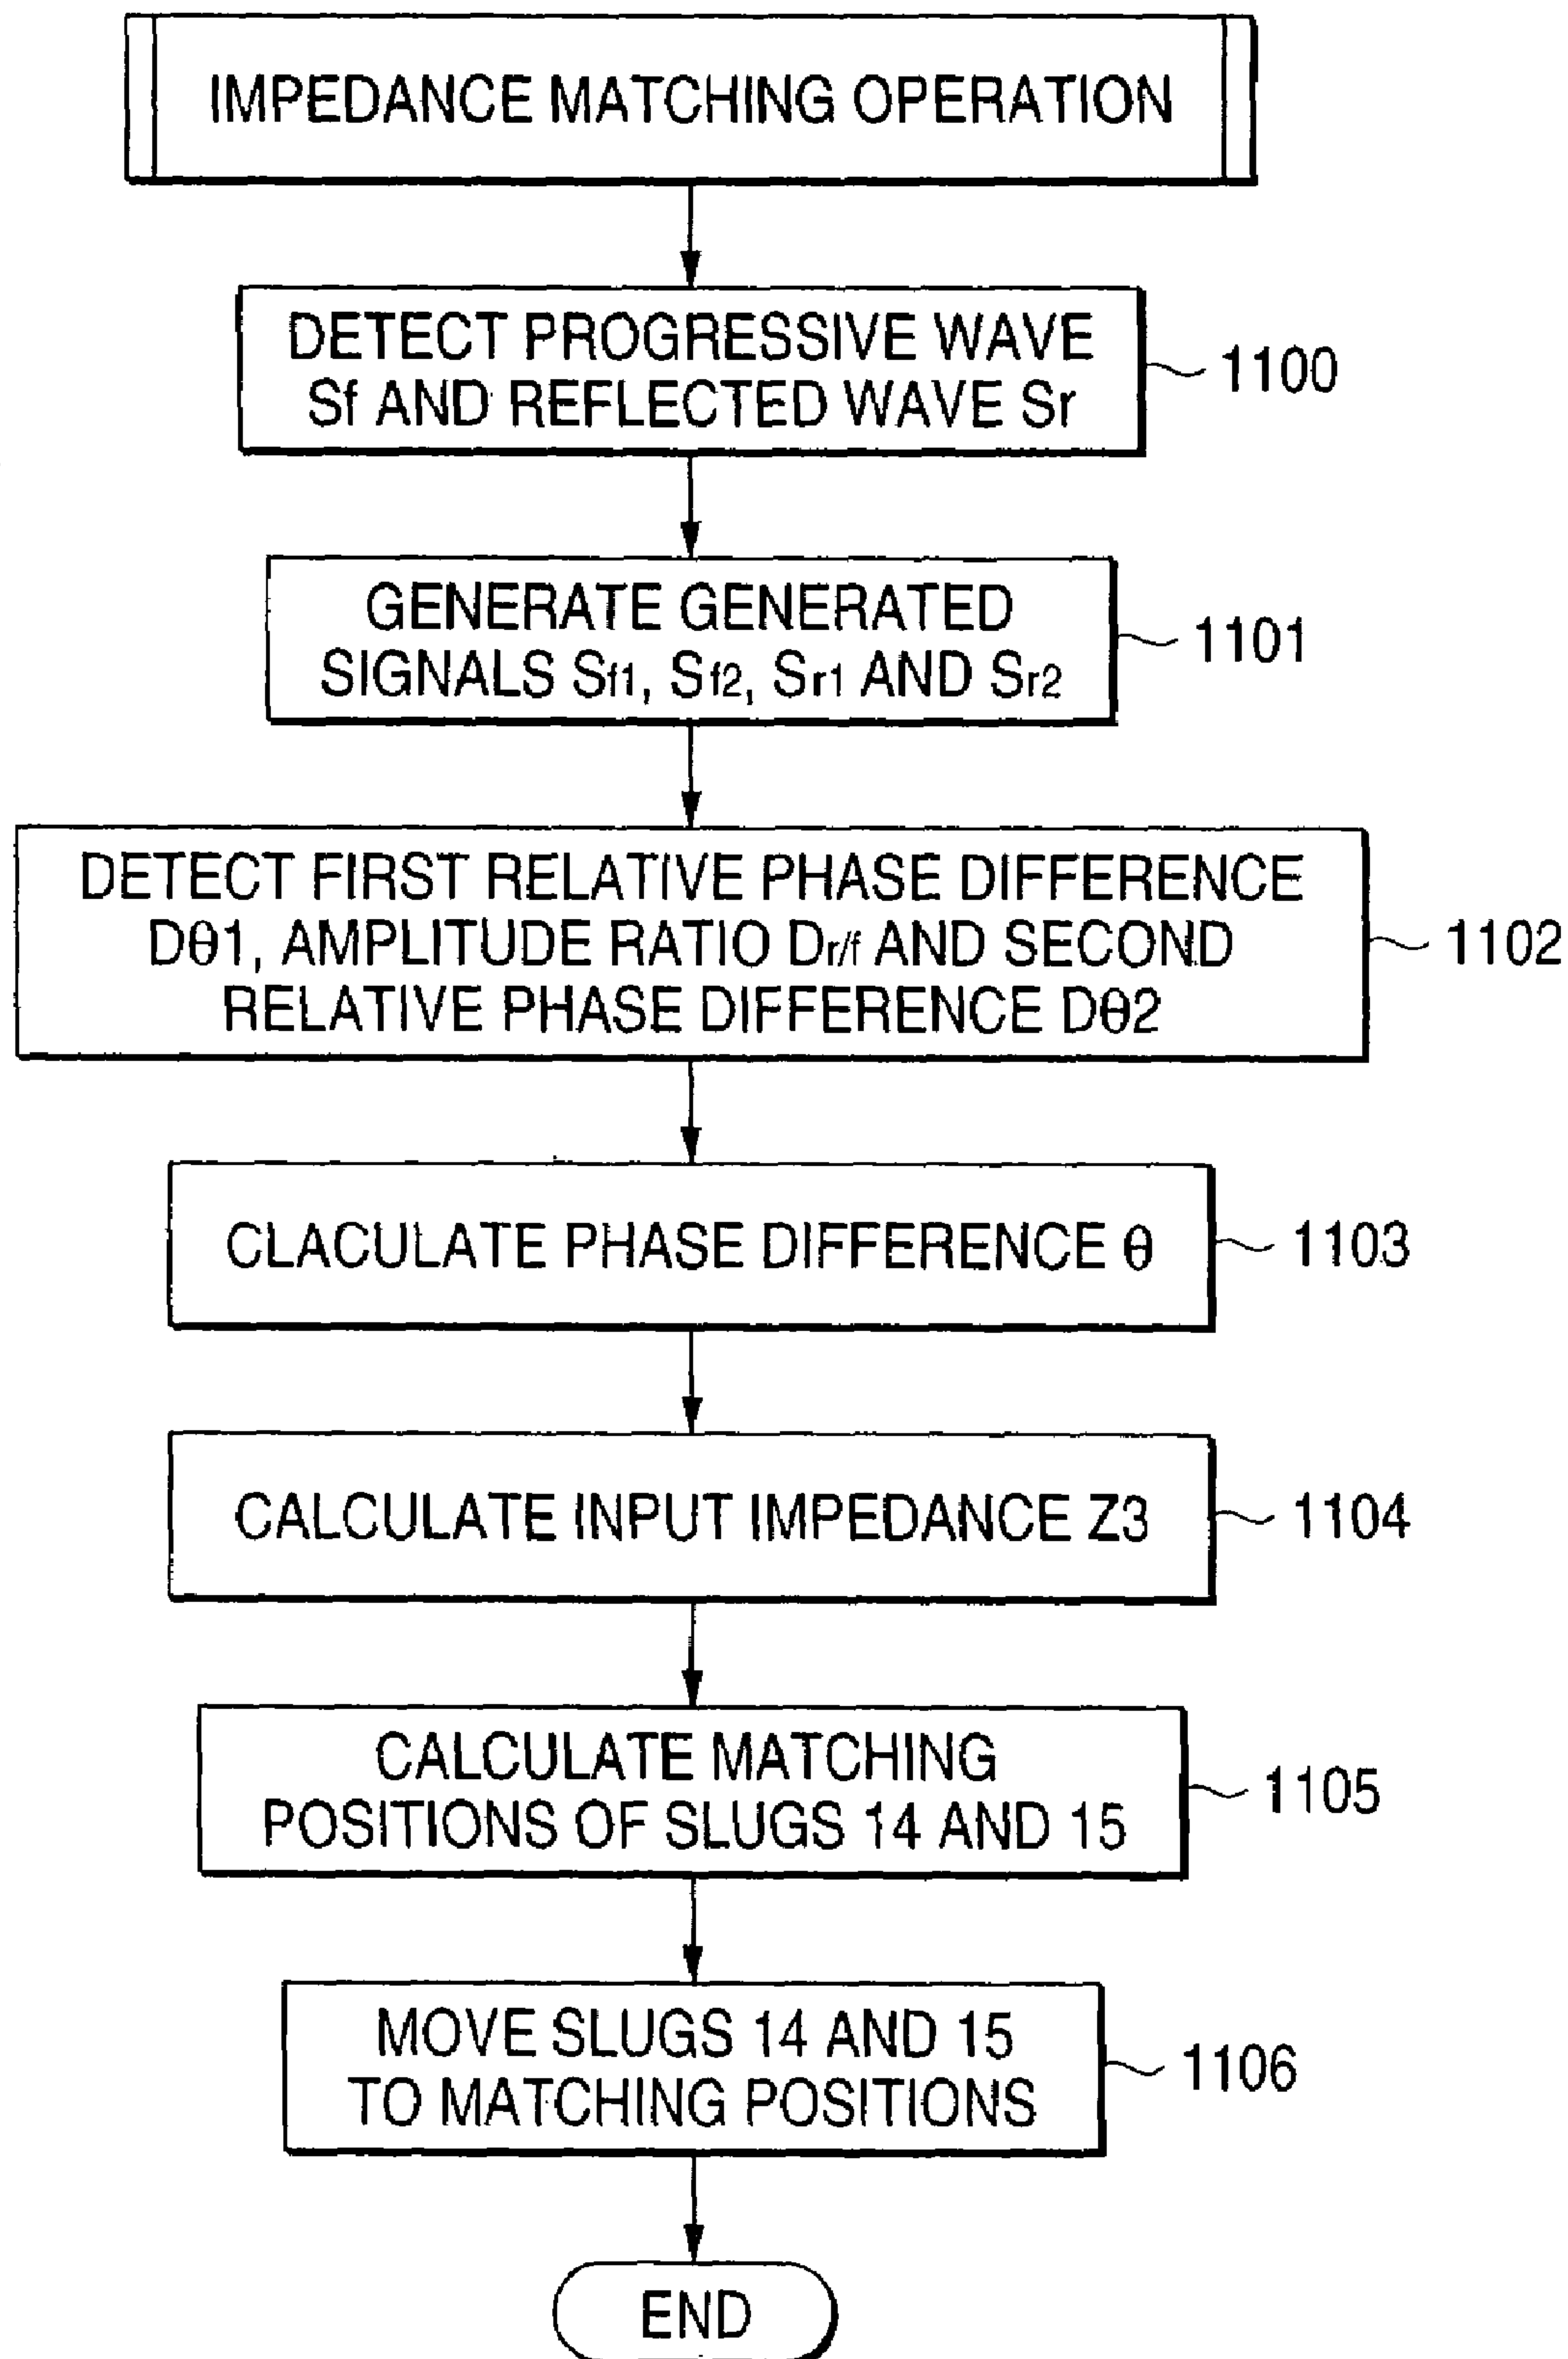 IMPEDANCE MATCHING OPERATION
DETECT PROGRESSIVE WAVE
Sf AND REFLECTED WAVE Sr
1100
GENERATE GENERATED
SIGNALS Sf1, Sf2, Sr1 AND Sr2
1101
DETECT FIRST RELATIVE PHASE DIFFERENCE
Dθ1, AMPLITUDE RATIO Dr/f AND SECOND
RELATIVE PHASE DIFFERENCE Dθ2
1102
CLACULATE PHASE DIFFERENCE θ
1103
CALCULATE INPUT IMPEDANCE Z3
1104
CALCULATE MATCHING
POSITIONS OF SLUGS 14 AND 15
1105
MOVE SLUGS 14 AND 15
TO MATCHING POSITIONS
1106
END